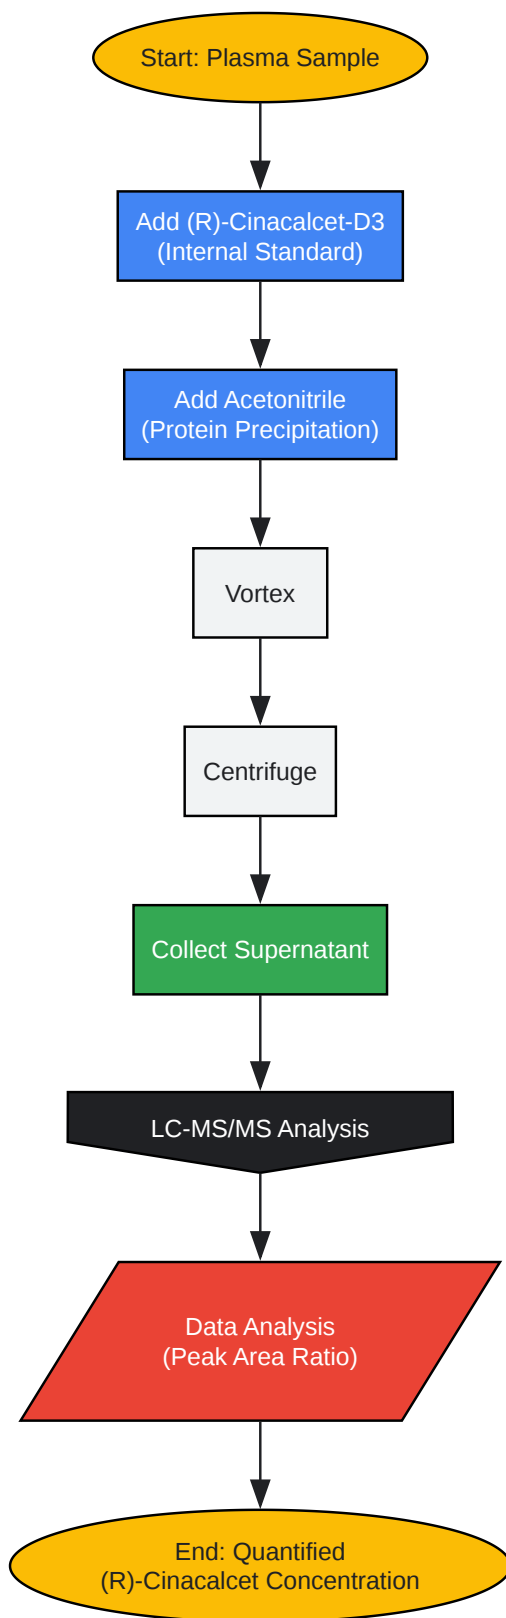 Start: Plasma Sample
Add (R)-Cinacalcet-D3
(Internal Standard)
Add Acetonitrile
(Protein Precipitation)
Vortex
Centrifuge
Collect Supernatant
LC-MS/MS Analysis
Data Analysis
(Peak Area Ratio)
End: Quantified
(R)-Cinacalcet Concentration